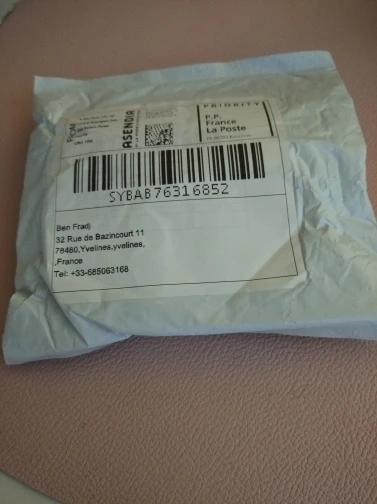 FROM
ASENDIA
PRIORITY
P.P.
France
La Poste
SYBAB76316852
Ben Fradj
32 Rue de Bazincourt 11
78480,Yvelines,yvelines,
,France
Tel: +33-685063168